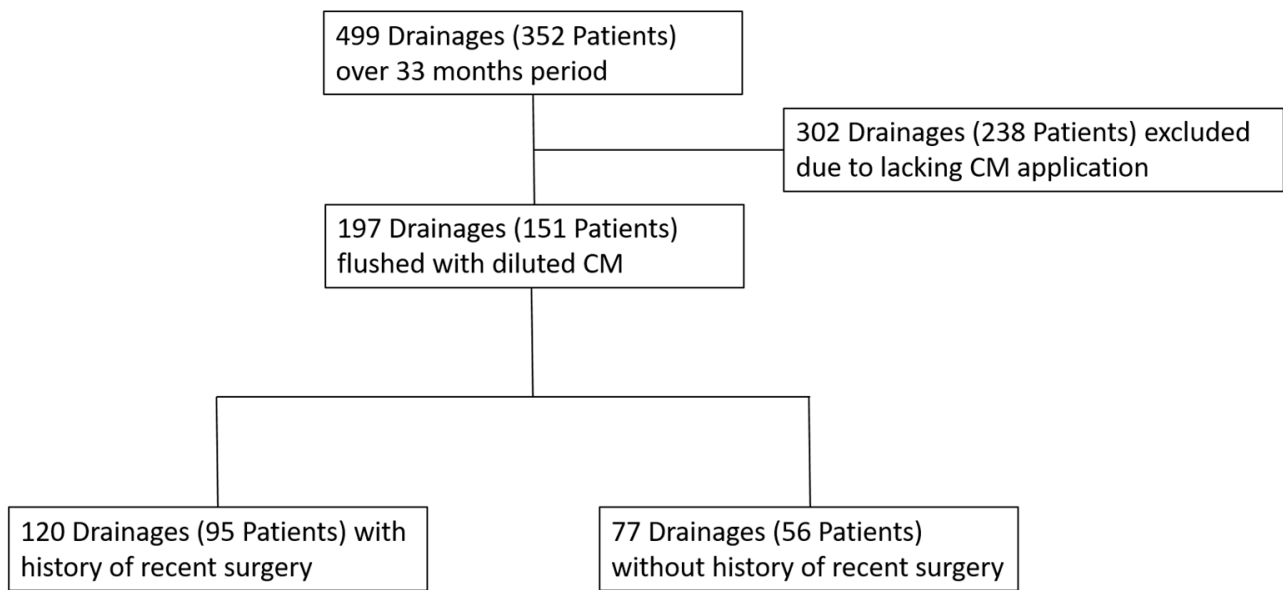 499 Drainages (352 Patients)
over 33 months period
302 Drainages (238 Patients) excluded
due to lacking CM application
197 Drainages (151 Patients)
flushed with diluted CM
120 Drainages (95 Patients) with
history of recent surgery
77 Drainages (56 Patients)
without history of recent surgery